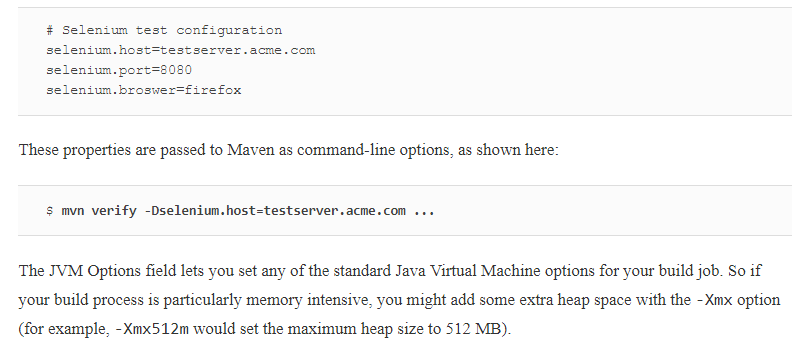 # Selenium test configuration
selenium.host=testserver.acme.com
selenium.port=8080
selenium.broswer=firefox
These properties are passed to Maven as command-line options, as shown here:
$ mvn verify -Dselenium.host=testserver.acme.com ...
The JVM Options field lets you set any of the standard Java Virtual Machine options for your build job. So if
your build process is particularly memory intensive, you might add some extra heap space with the -Xmx option
(for example, -Xmx512m would set the maximum heap size to 512 MB).